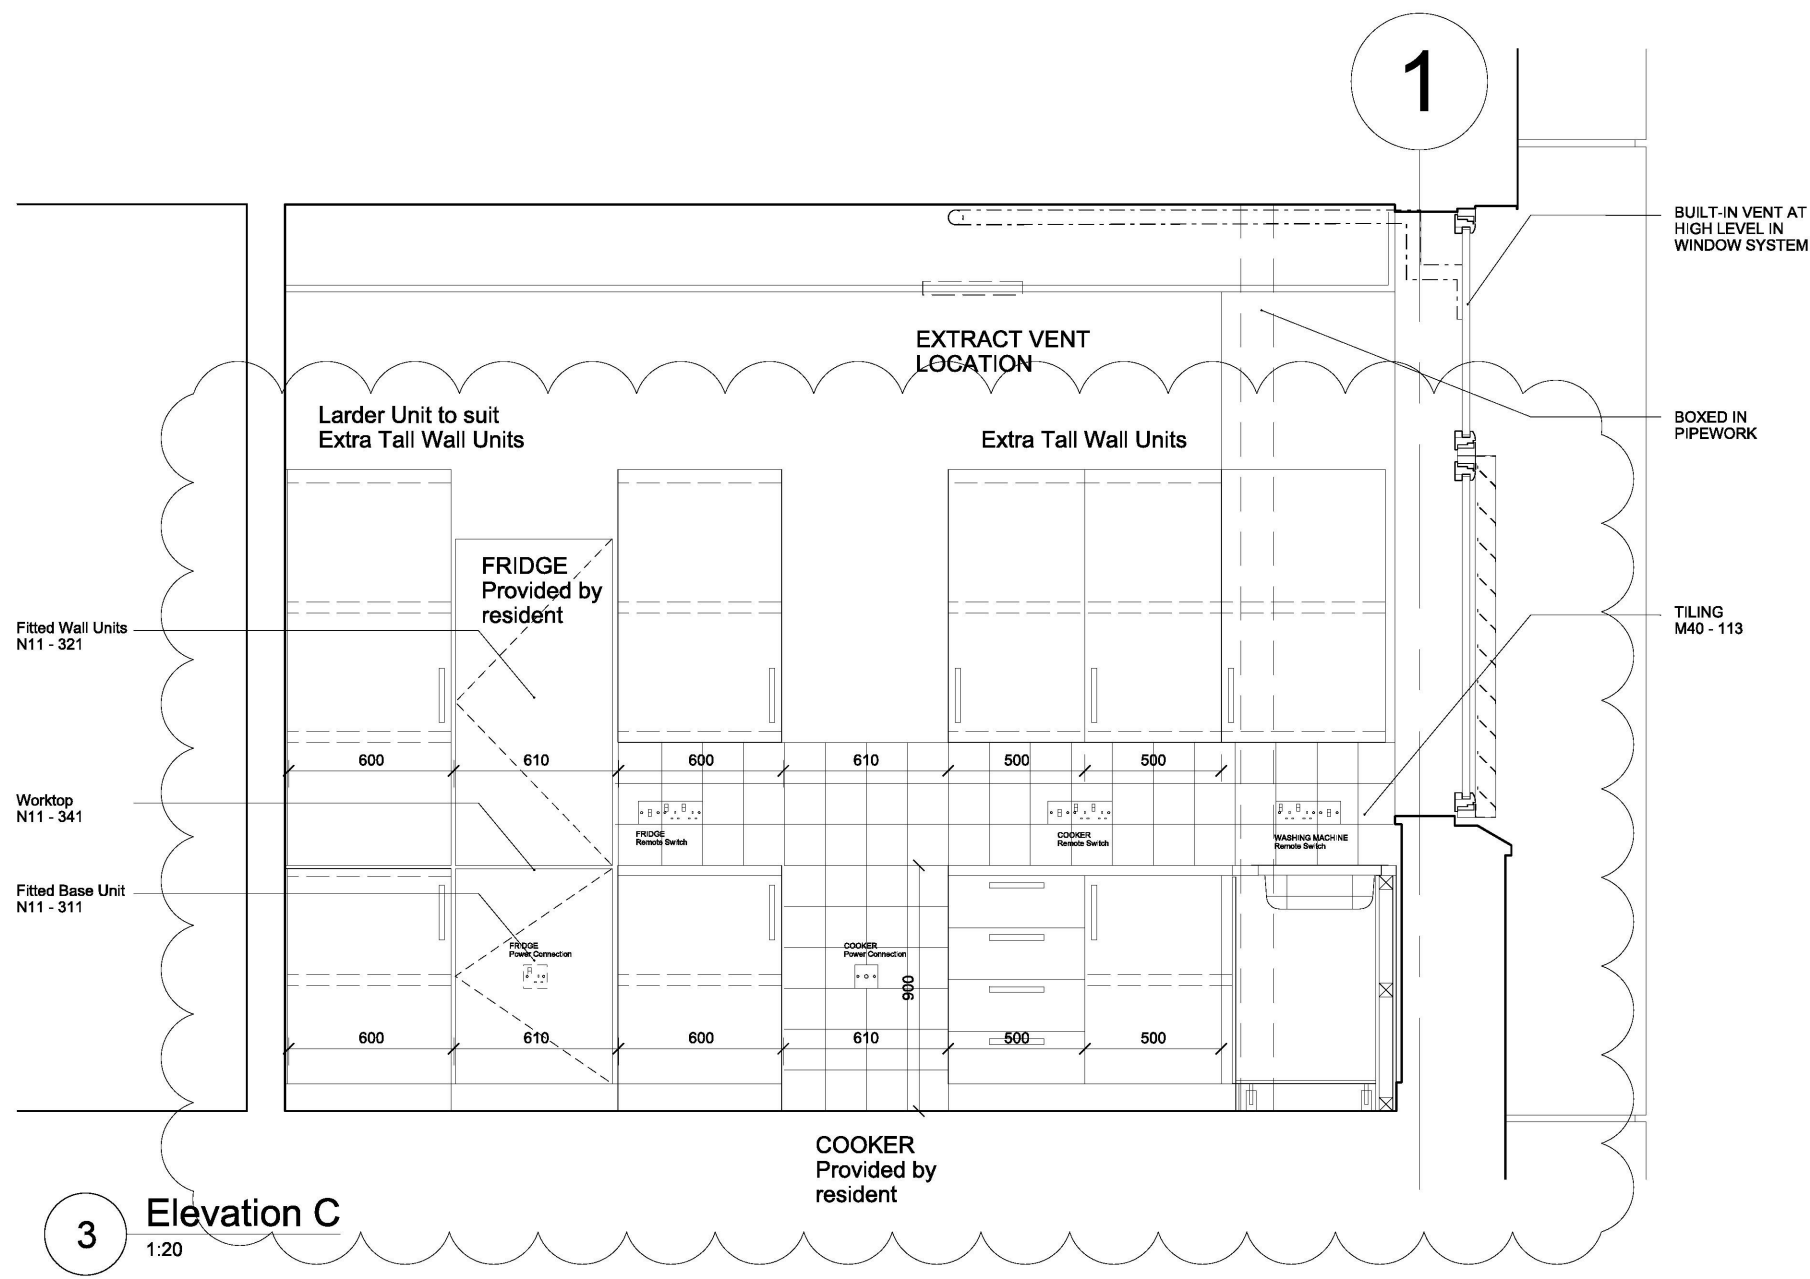 1
BUILT-IN VENT AT
HIGH LEVEL IN
WINDOW SYSTEM
EXTRACT VENT
LOCATION
BOXED IN
PIPEWORK
Larder Unit to suit
Extra Tall Wall Units
Extra Tall Wall Units
FRIDGE
Provided by
resident
Fitted Wall Units
N11 - 321
TILING
M40 - 113
600
610
600
610
500
500
Worktop
N11 - 341
FRIDGE
Remote Switch
COOKER
Remote Switch
WASHING MACHINE
Remote Switch
Fitted Base Unit
N11 - 311
FRIDGE
Power Connection
COOKER
Power Connection
900
600
610
600
610
500
500
COOKER
Provided by
resident
3
Elevation C
1:20